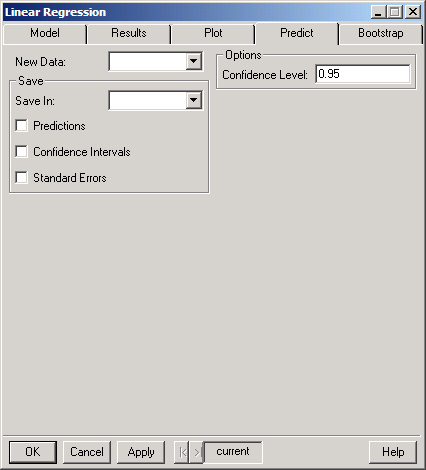 Linear Regression
Model Results Plot Predict Bootstrap
New Data:
Options
Confidence Level: 0.95
Save
Save In:
Predictions
Confidence Intervals
Standard Errors
OK Cancel Apply |< > current Help